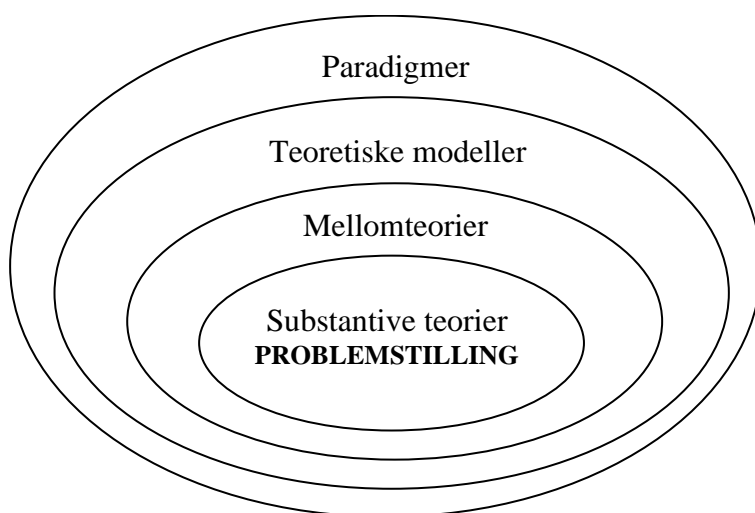 Paradigmer
Teoretiske modeller
Mellomteorier
Substantive teorier
PROBLEMSTILLING